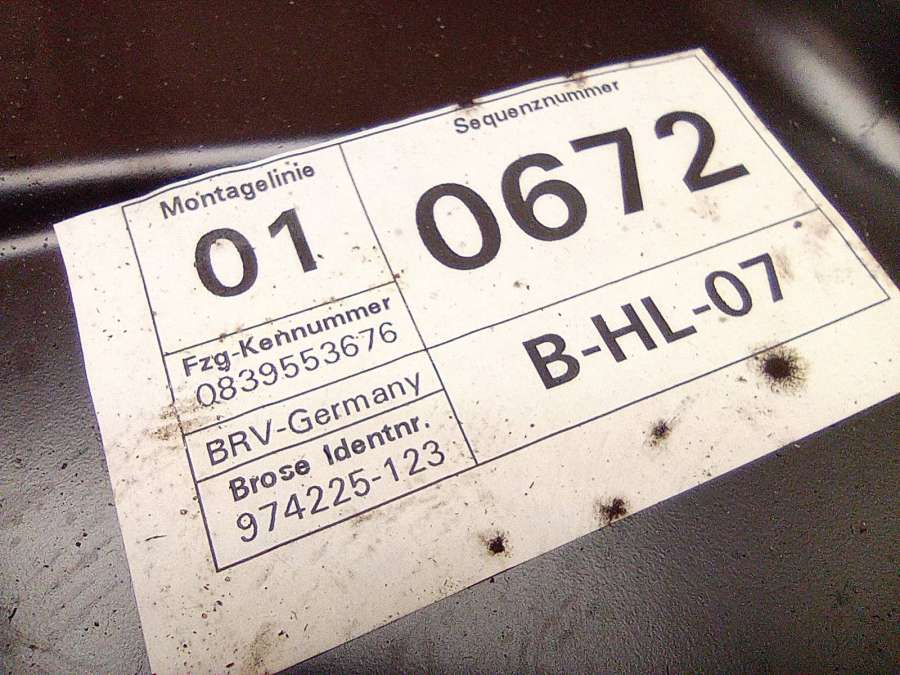 Montagelinie
01
Sequenznummer
0672
Fzg-Kennummer
0839553676
BRV-Germany
Brose Identnr.
974225-123
B-HL-07